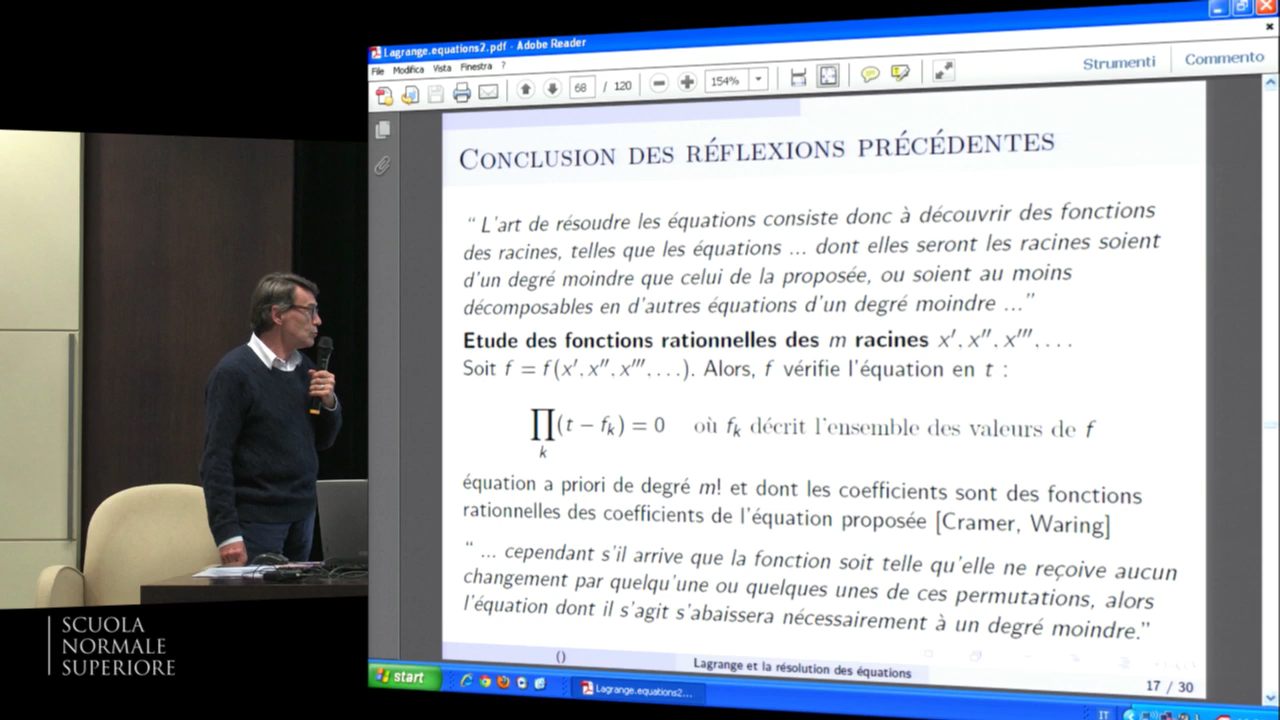 Lagrange.equations2.pdf - Adobe Reader
File Modifica Vista Finestra ?
68 / 120 154% Strumenti Commento
CONCLUSION DES RÉFLEXIONS PRÉCÉDENTES
“ L'art de résoudre les équations consiste donc à découvrir des fonctions
des racines, telles que les équations ... dont elles seront les racines soient
d'un degré moindre que celui de la proposée, ou soient au moins
décomposables en d'autres équations d'un degré moindre ...”
Etude des fonctions rationnelles des m racines x′, x″, x‴, ....
Soit f = f(x′, x″, x‴, ....). Alors, f vérifie l'équation en t :
∏(t − fk) = 0 où fk décrit l'ensemble des valeurs de f
k
équation a priori de degré m! et dont les coefficients sont des fonctions
rationnelles des coefficients de l'équation proposée [Cramer, Waring]
“ ... cependant s'il arrive que la fonction soit telle qu'elle ne reçoive aucun
changement par quelqu'une ou quelques unes de ces permutations, alors
l'équation dont il s'agit s'abaissera nécessairement à un degré moindre.”
() Lagrange et la résolution des équations 17 / 30
start Lagrange.equations2... IT
SCUOLA
NORMALE
SUPERIORE